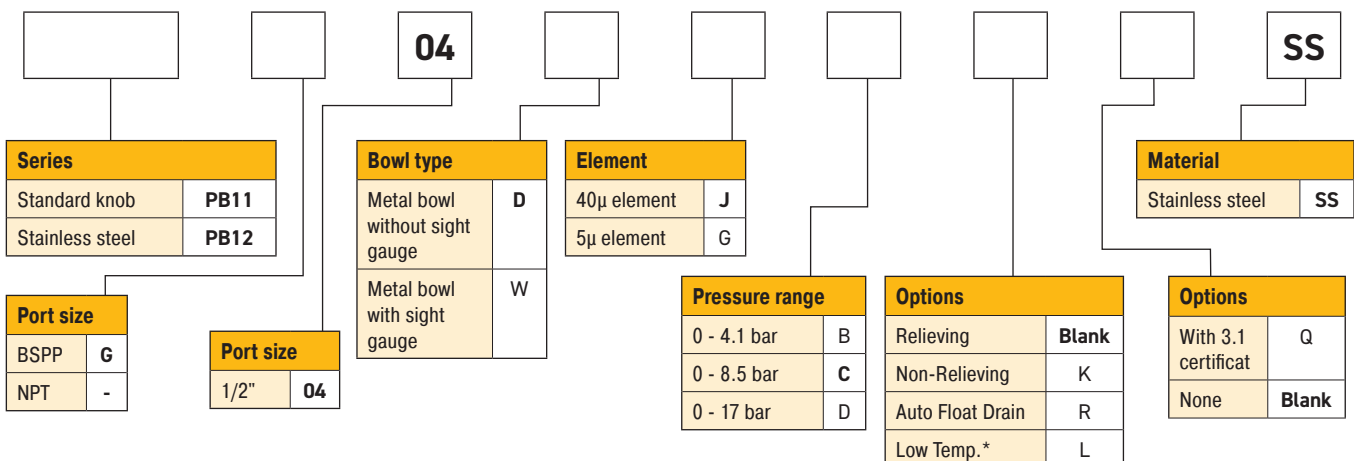 04
SS
Series
Standard knob PB11
Stainless steel PB12
Port size
BSPP G
NPT -
Port size
1/2" 04
Bowl type
Metal bowl D
without sight
gauge
Metal bowl W
with sight
gauge
Element
40µ element J
5µ element G
Pressure range
0 - 4.1 bar B
0 - 8.5 bar C
0 - 17 bar D
Options
Relieving Blank
Non-Relieving K
Auto Float Drain R
Low Temp.* L
Options
With 3.1 Q
certificat
None Blank
Material
Stainless steel SS